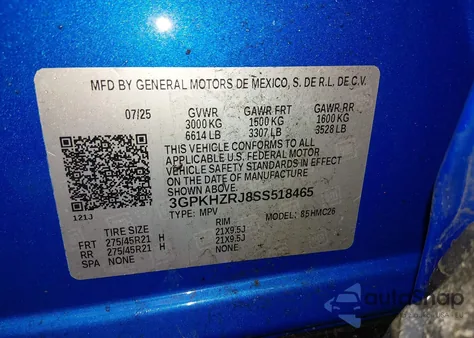 MFD BY GENERAL MOTORS DE MEXICO, S. DE R.L. DE C.V.
07/25 GVWR GAWR FRT GAWR RR
3000 KG 1500 KG 1600 KG
6614 LB 3307 LB 3528 LB
THIS VEHICLE CONFORMS TO ALL
APPLICABLE U.S. FEDERAL MOTOR
VEHICLE SAFETY STANDARDS IN EFFECT
ON THE DATE OF MANUFACTURE
SHOWN ABOVE.
3GPKHZRJ8SS518465
TYPE: MPV MODEL: 85HMC26
121J
TIRE SIZE RIM
FRT 275/45R21 H 21X9.5J
RR 275/45R21 H 21X9.5J
SPA NONE NONE
autosnap